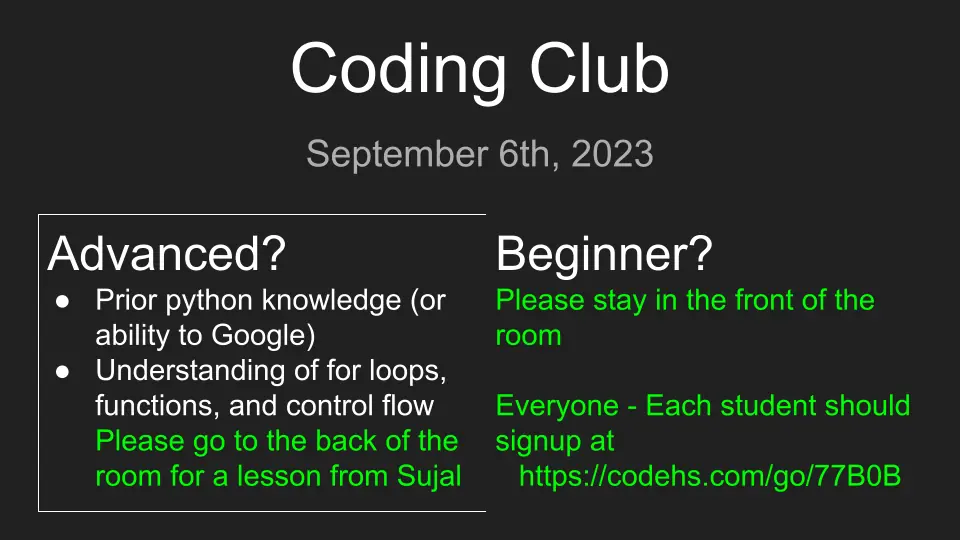 Coding Club
September 6th, 2023
Advanced?
● Prior python knowledge (or
ability to Google)
● Understanding of for loops,
functions, and control flow
Please go to the back of the
room for a lesson from Sujal
Beginner?
Please stay in the front of the
room
Everyone - Each student should
signup at
https://codehs.com/go/77B0B